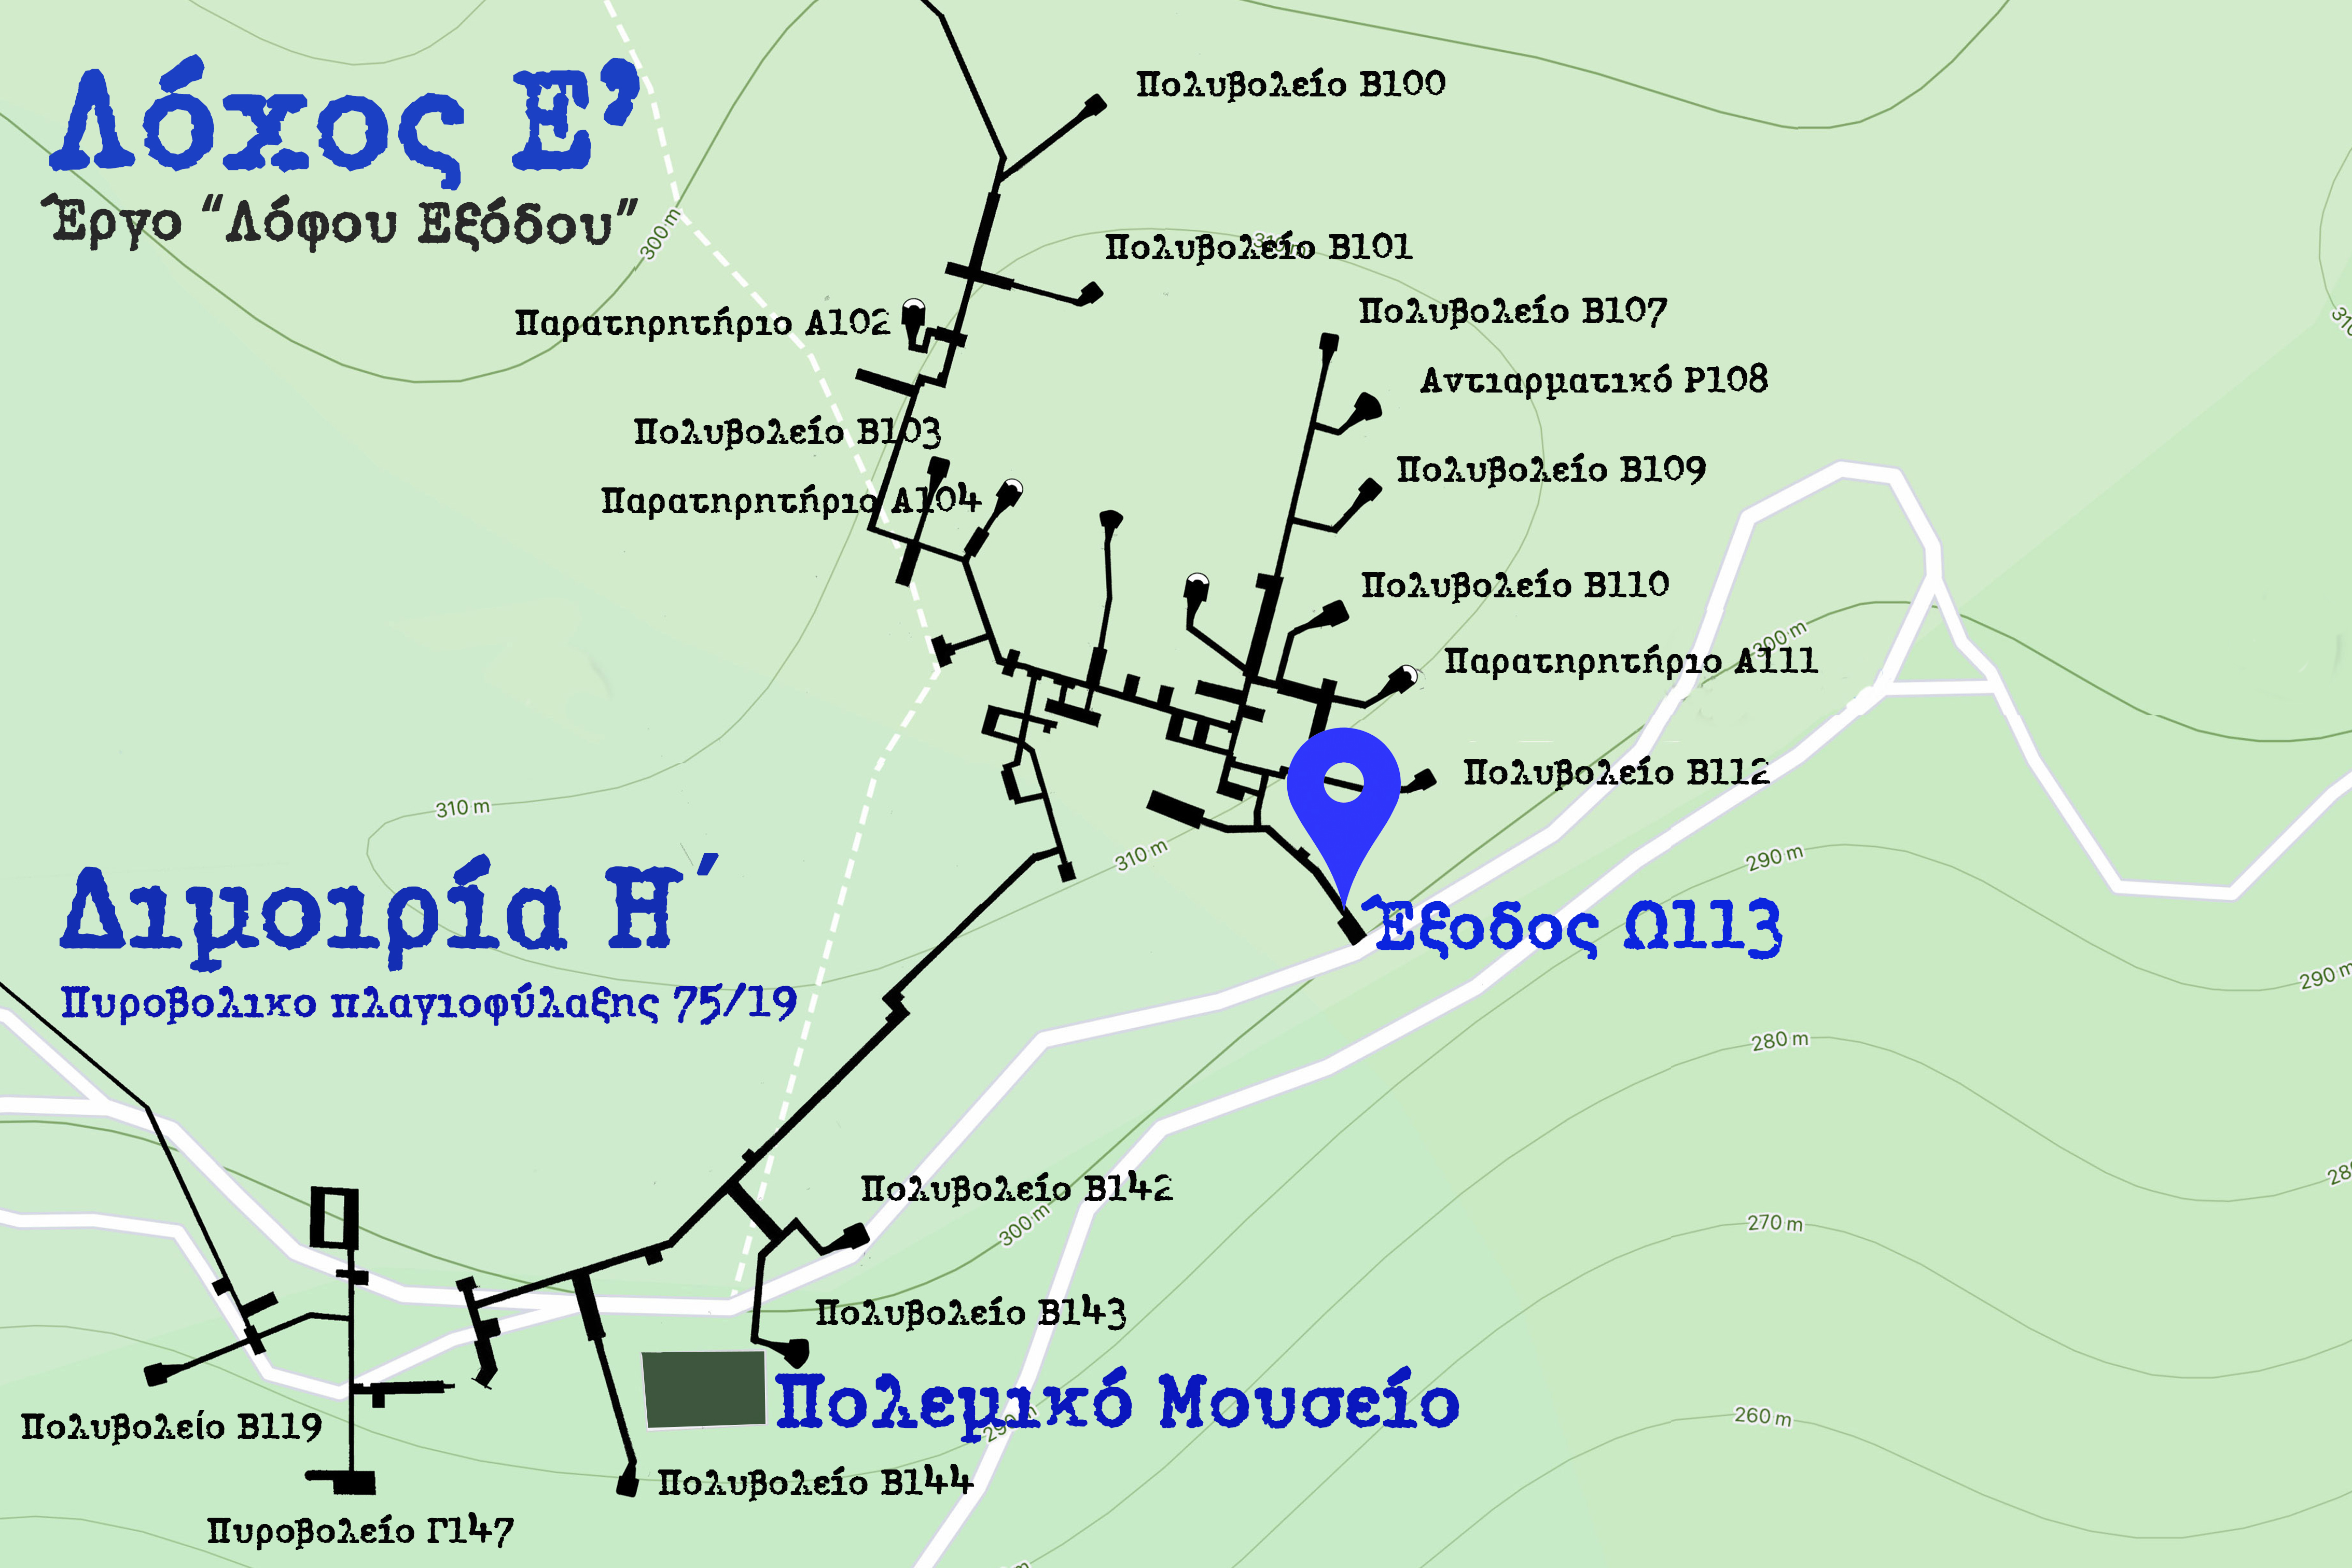 Λόχος Ε’
Έργο “Λόφου Εξόδου”
300 m
Πολυβολείο Β100
310 m
Πολυβολείο Β101
Παρατηρητήριο Α102
Πολυβολείο Β107
Αντιαρματικό Ρ108
Πολυβολείο Β103
Πολυβολείο Β109
Παρατηρητήριο Α104
Πολυβολείο Β110
300 m
Παρατηρητήριο Α111
Πολυβολείο Β112
310 m
310 m
290 m
Διμοιρία Η΄
Έξοδος Ω113
290 m
Πυροβολικο πλαγιοφύλαξης 75/19
280 m
Πολυβολείο Β142
300 m
270 m
Πολυβολείο Β143
Πολεμικό Μουσείο
290 m
260 m
Πολυβολείο Β119
Πολυβολείο Β144
Πυροβολείο Γ147